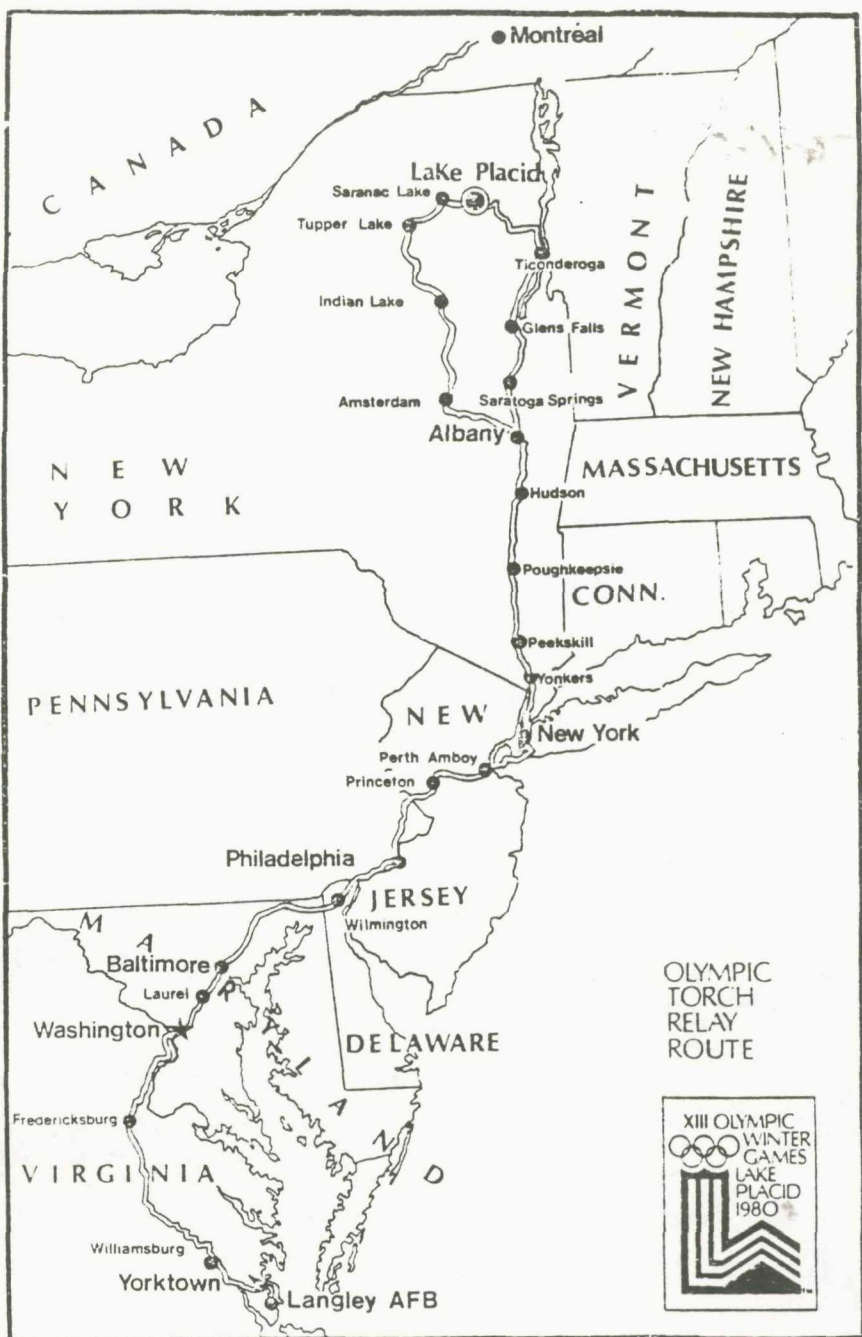 Montréal
CANADA
Lake Placid
Saranac Lake
Tupper Lake
Ticonderoga
VERMONT
NEW HAMPSHIRE
Indian Lake
Glens Falls
Amsterdam
Saratoga Springs
Albany
MASSACHUSETTS
NEW
YORK
Hudson
Poughkeepsie
CONN.
Peekskill
Yonkers
PENNSYLVANIA
NEW
New York
Perth Amboy
Princeton
Philadelphia
JERSEY
Wilmington
MARYLAND
Baltimore
Laurel
Washington
DELAWARE
OLYMPIC
TORCH
RELAY
ROUTE
Fredericksburg
VIRGINIA
XIII OLYMPIC
WINTER
GAMES
LAKE
PLACID
1980
Williamsburg
Yorktown
Langley AFB